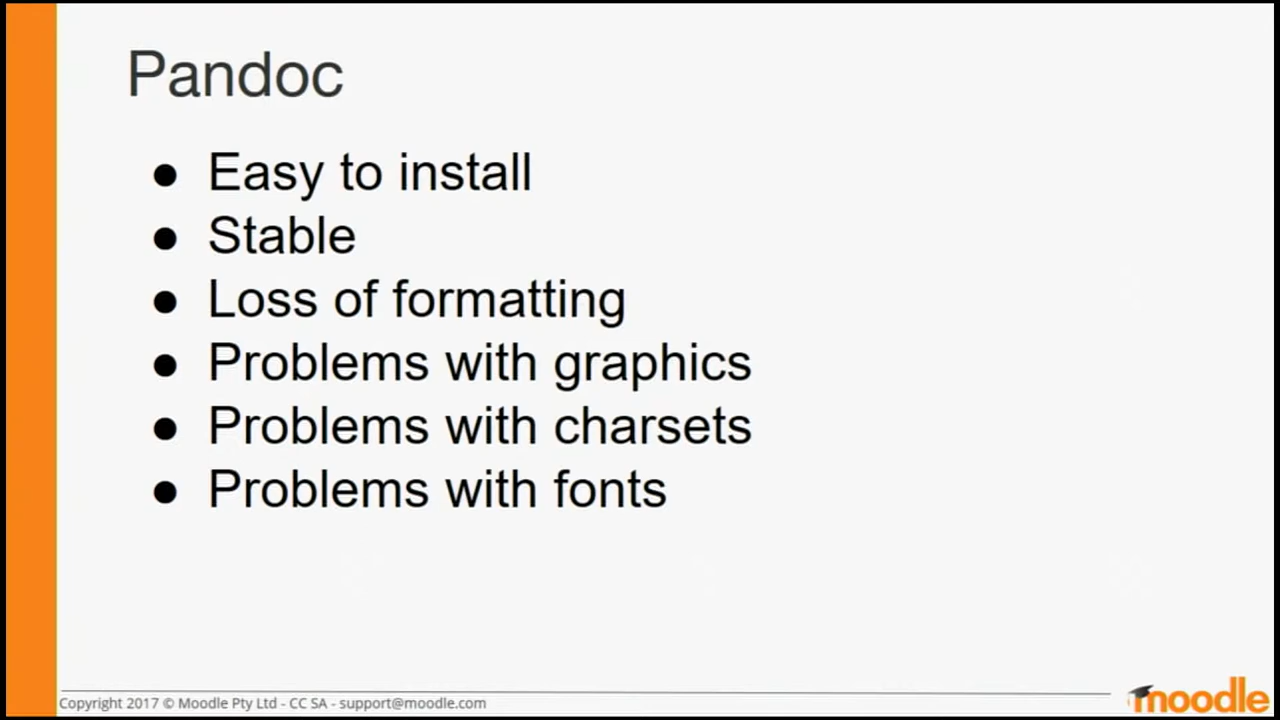 Pandoc
● Easy to install
● Stable
● Loss of formatting
● Problems with graphics
● Problems with charsets
● Problems with fonts
Copyright 2017 © Moodle Pty Ltd - CC SA - support@moodle.com
moodle